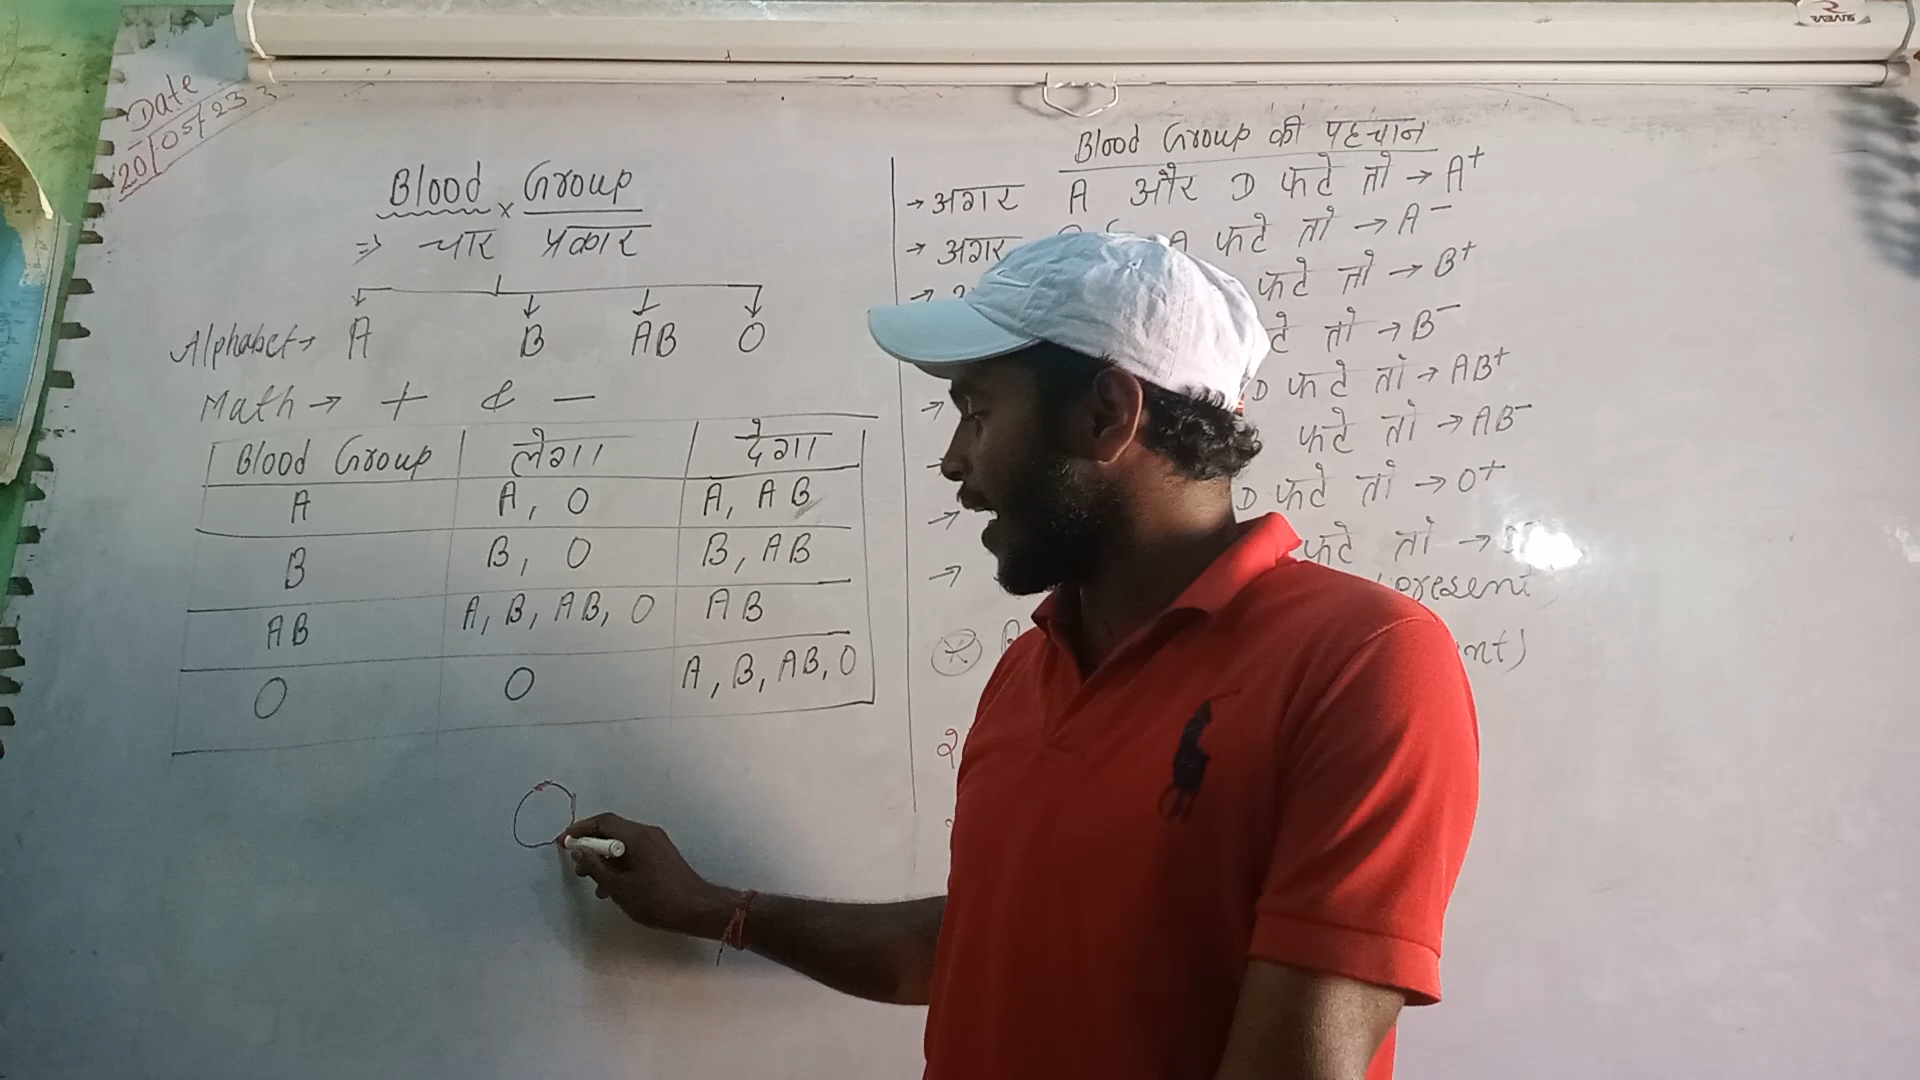 Date
20/05/23
Blood Group
⇒ चार प्रकार
Alphabet → A B AB O
Math → + & −
Blood Group लेगा देगा
A A, O A, AB
B B, O B, AB
AB A, B, AB, O AB
O O A, B, AB, O
Blood Group की पहचान
→ अगर A और D फटे तो → A+
→ अगर A फटे तो → A−
→ फटे तो → B+
तो → B−
→ D फटे तो → AB+
→ फटे तो → AB−
→ D फटे तो → O+
→ फटे तो →
present